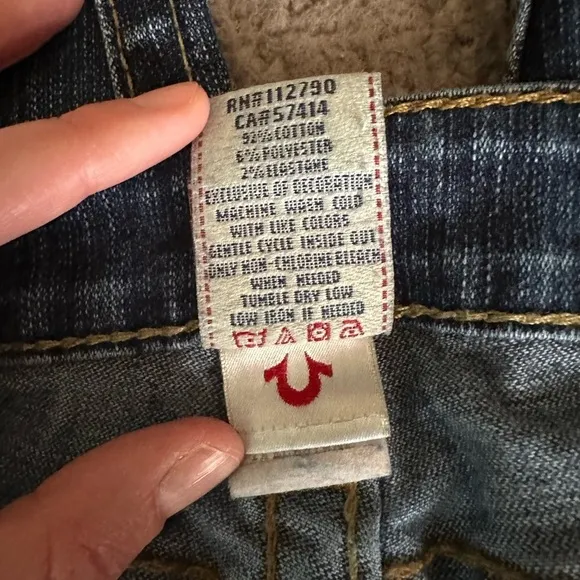 RN#112790
CA#57414
92% COTTON
6% POLYESTER
2% ELASTANE
EXCLUSIVE OF DECORATION
MACHINE WASH COLD
WITH LIKE COLORS
GENTLE CYCLE INSIDE OUT
ONLY NON-CHLORINE BLEACH
WHEN NEEDED
TUMBLE DRY LOW
LOW IRON IF NEEDED